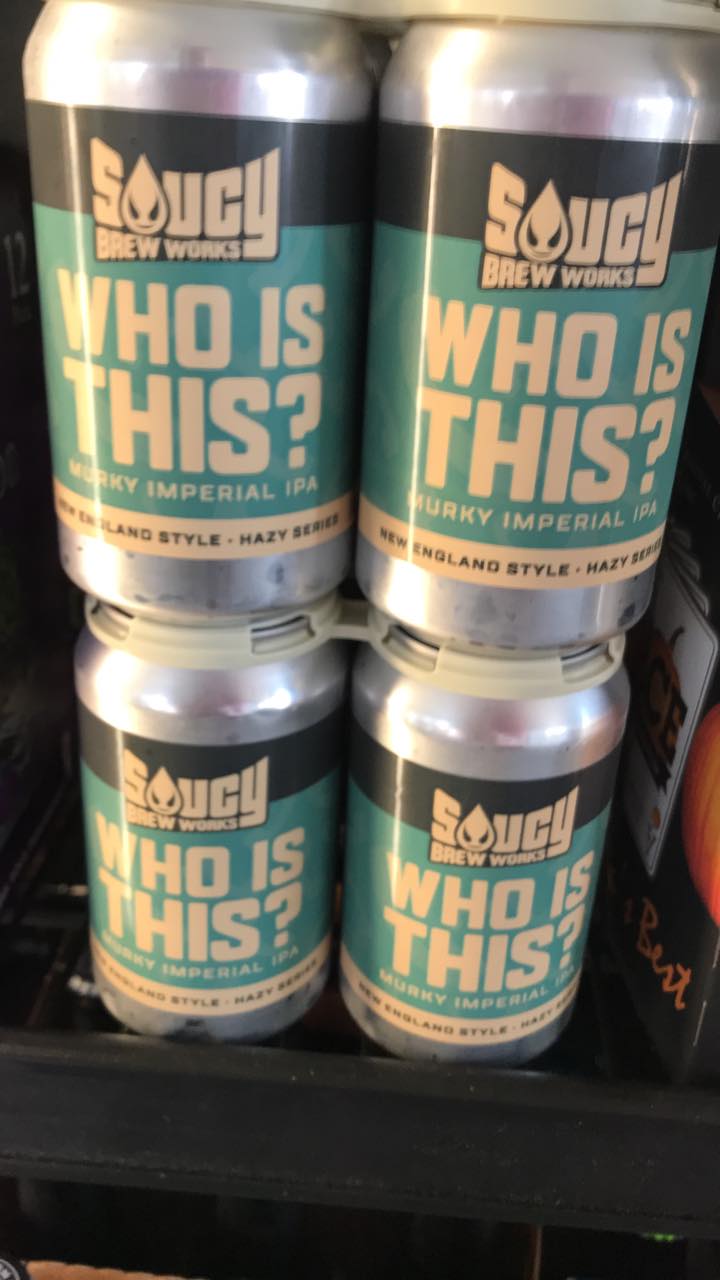 SAUCY
BREW WORKS
WHO IS
THIS?
MURKY IMPERIAL IPA
NEW ENGLAND STYLE • HAZY SERIES
SAUCY
BREW WORKS
WHO IS
THIS?
MURKY IMPERIAL IPA
NEW ENGLAND STYLE • HAZY SERIES
SAUCY
BREW WORKS
WHO IS
THIS?
MURKY IMPERIAL IPA
ENGLAND STYLE • HAZY SERIES
SAUCY
BREW WORKS
WHO IS
THIS?
MURKY IMPERIAL IPA
NEW ENGLAND STYLE • HAZY
Best
12